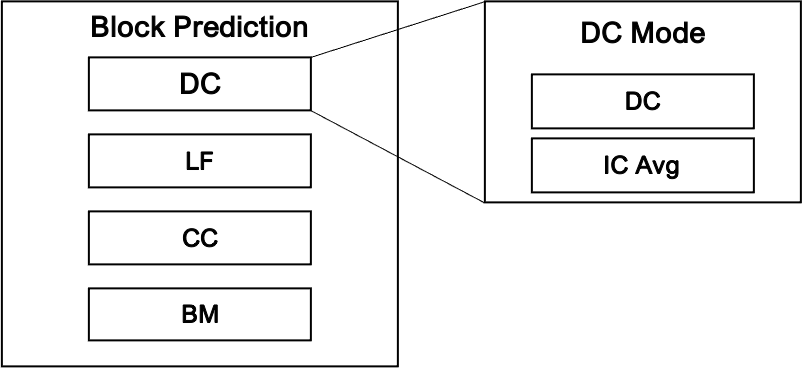 Block Prediction
DC
LF
CC
BM
DC Mode
DC
IC Avg